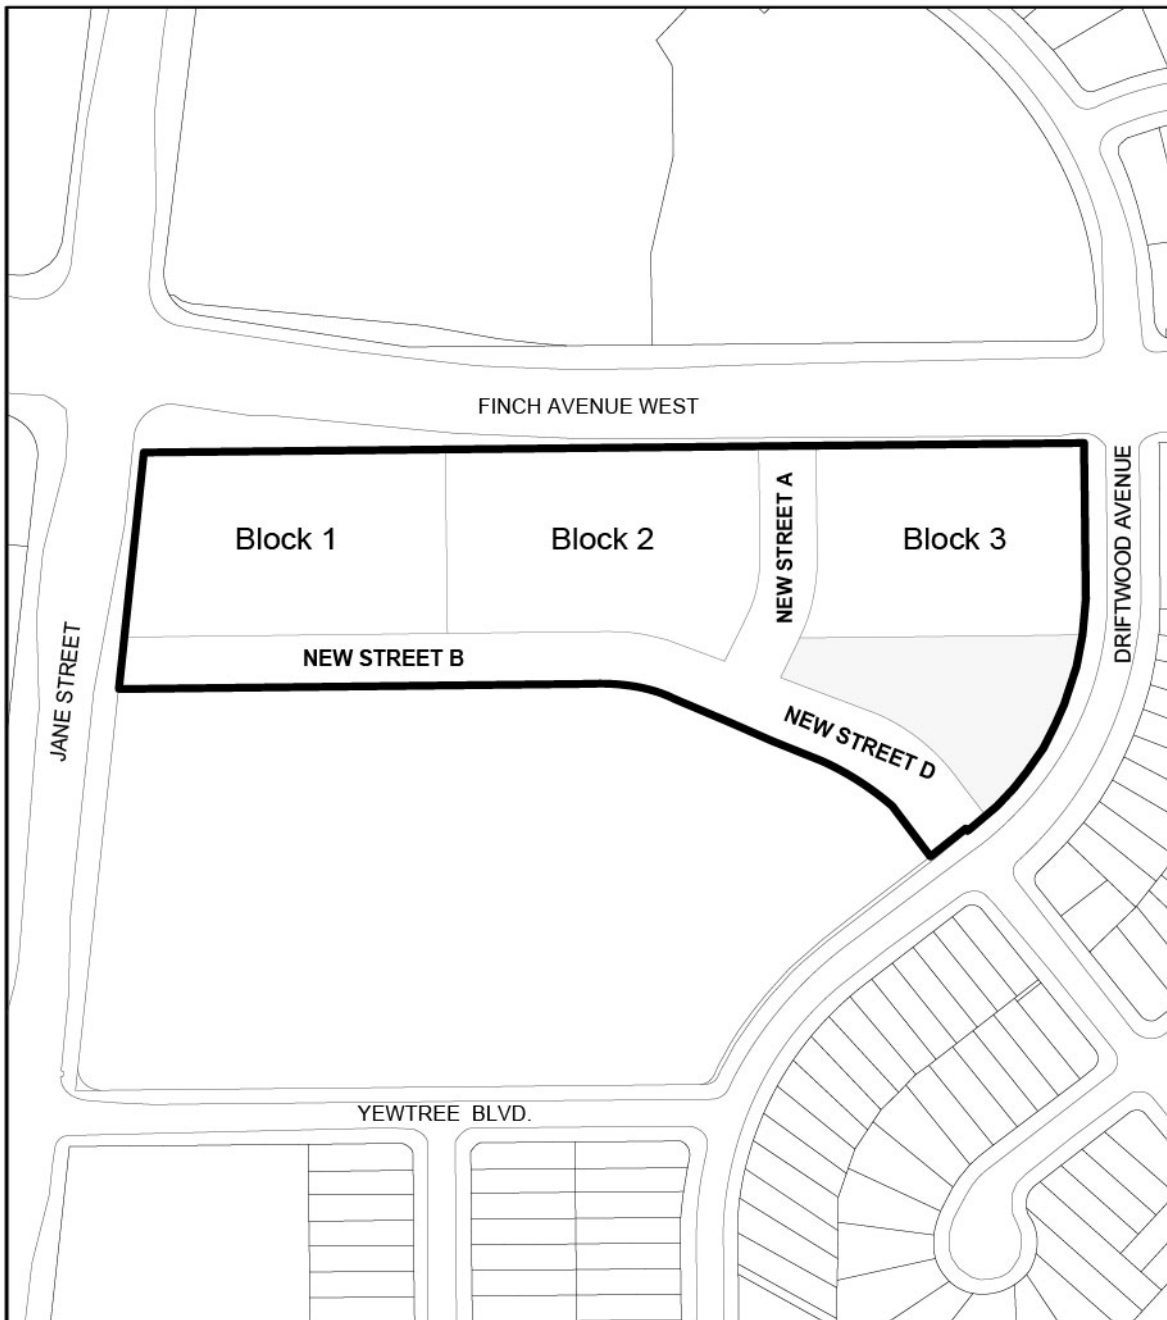 FINCH AVENUE WEST
Block 1
Block 2
NEW STREET A
Block 3
DRIFTWOOD AVENUE
JANE STREET
NEW STREET B
NEW STREET D
YEWTREE BLVD.